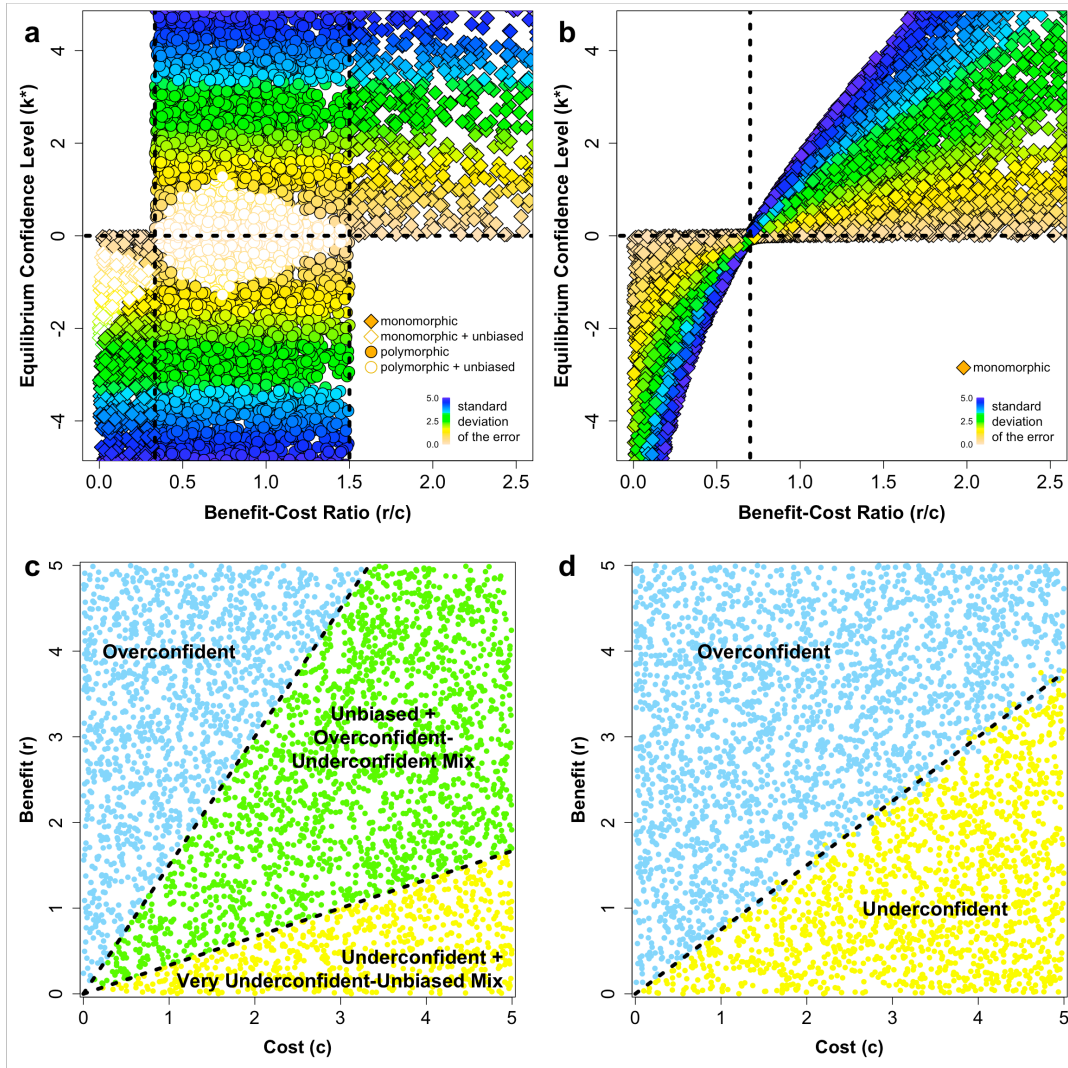 a
Equilibrium Confidence Level (k*)
4
2
0
-2
-4
monomorphic
monomorphic + unbiased
polymorphic
polymorphic + unbiased
5.0
2.5
0.0
standard
deviation
of the error
0.0 0.5 1.0 1.5 2.0 2.5
Benefit-Cost Ratio (r/c)
b
Equilibrium Confidence Level (k*)
4
2
0
-2
-4
monomorphic
5.0
2.5
0.0
standard
deviation
of the error
0.0 0.5 1.0 1.5 2.0 2.5
Benefit-Cost Ratio (r/c)
c
Benefit (r)
5
4
3
2
1
0
Overconfident
Unbiased +
Overconfident-
Underconfident Mix
Underconfident +
Very Underconfident-Unbiased Mix
0 1 2 3 4 5
Cost (c)
d
Benefit (r)
5
4
3
2
1
0
Overconfident
Underconfident
0 1 2 3 4 5
Cost (c)